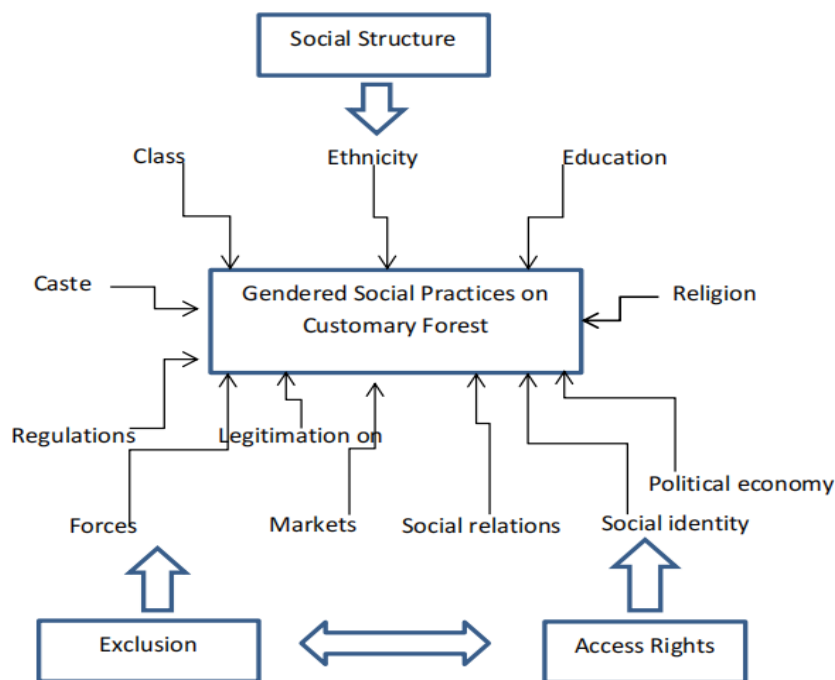 Social Structure
Class
Ethnicity
Education
Caste
Gendered Social Practices on
Customary Forest
Religion
Regulations
Legitimation on
Political economy
Forces
Markets
Social relations
Social identity
Exclusion
Access Rights